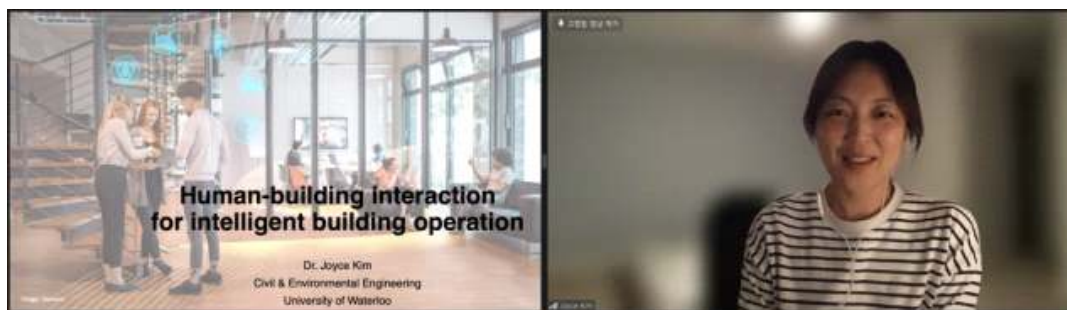 Human-building interaction
for intelligent building operation
Dr. Joyce Kim
Civil & Environmental Engineering
University of Waterloo